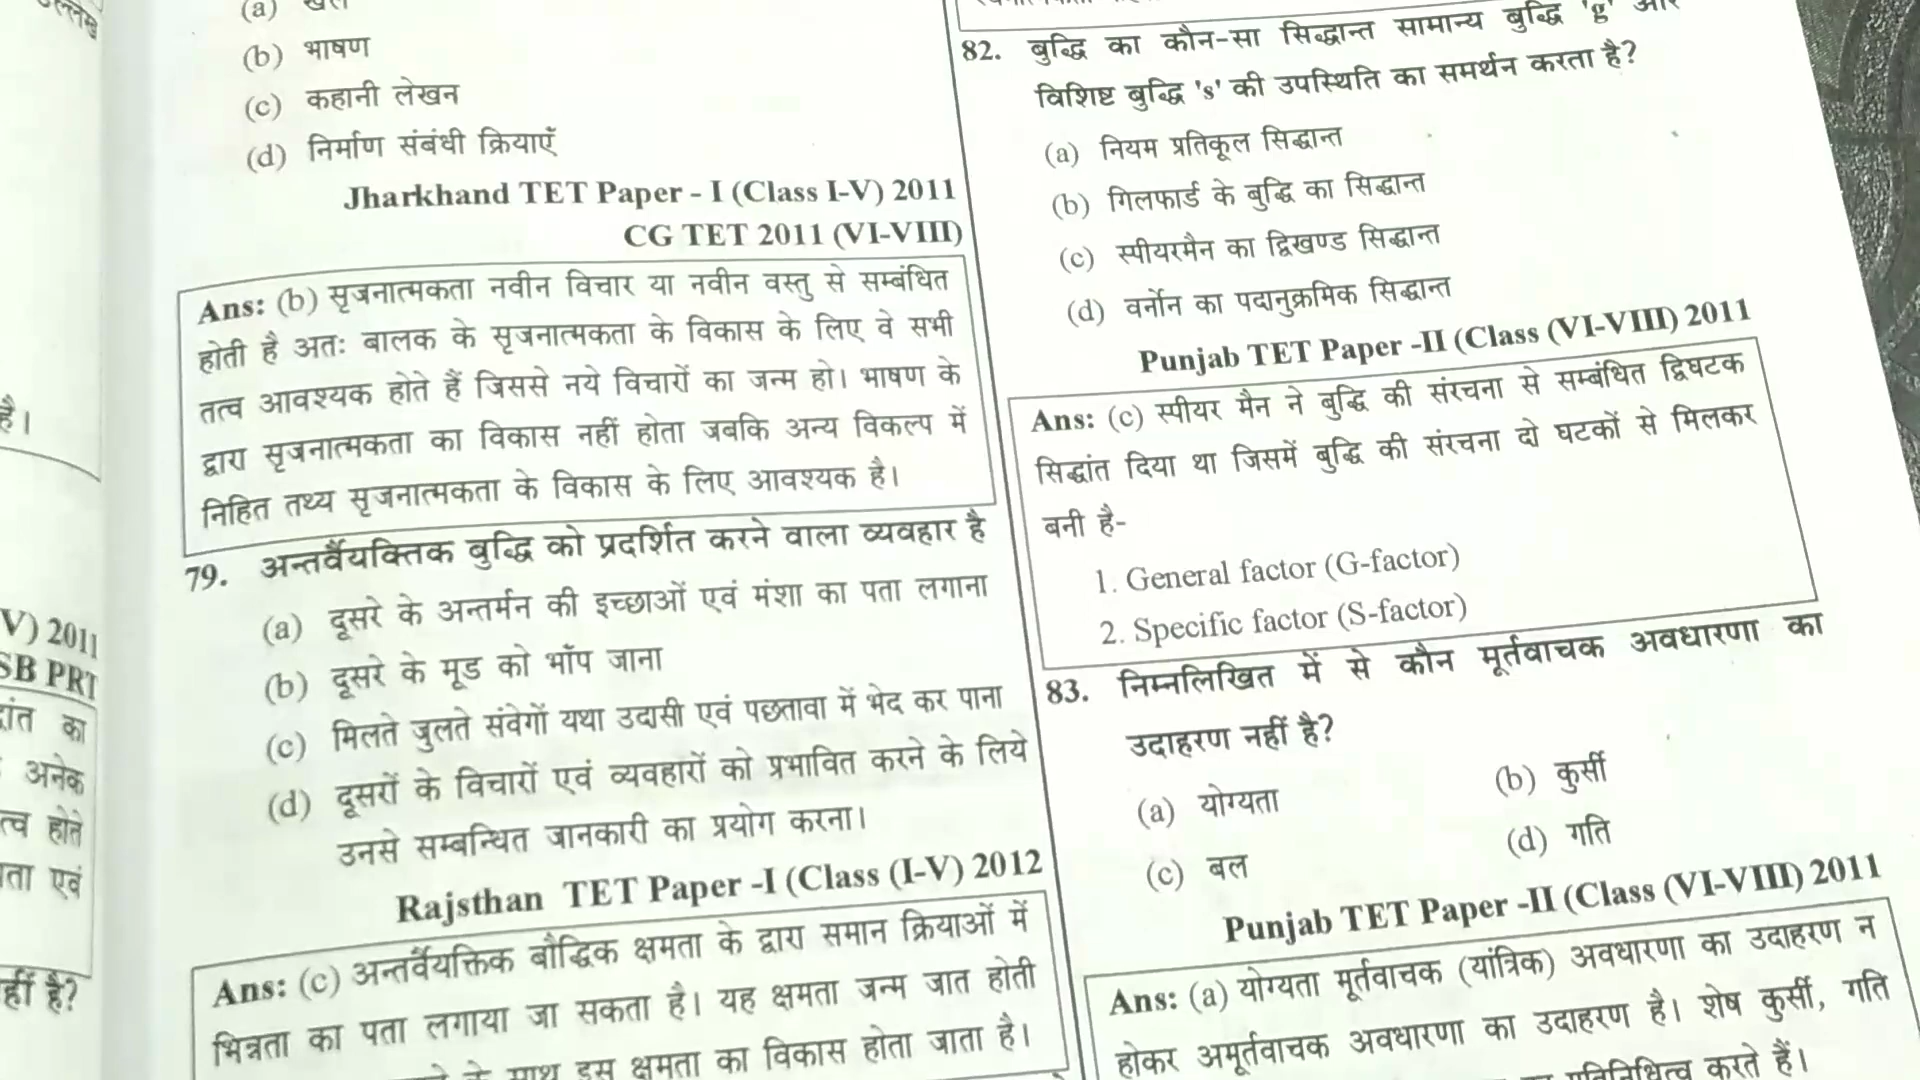 (a) खेल
(b) भाषण
(c) कहानी लेखन
(d) निर्माण संबंधी क्रियाएँ
Jharkhand TET Paper - I (Class I-V) 2011
CG TET 2011 (VI-VIII)
Ans: (b) सृजनात्मकता नवीन विचार या नवीन वस्तु से सम्बंधित
होती है अतः बालक के सृजनात्मकता के विकास के लिए वे सभी
तत्व आवश्यक होते हैं जिससे नये विचारों का जन्म हो। भाषण के
द्वारा सृजनात्मकता का विकास नहीं होता जबकि अन्य विकल्प में
निहित तथ्य सृजनात्मकता के विकास के लिए आवश्यक है।
79. अन्तर्वैयक्तिक बुद्धि को प्रदर्शित करने वाला व्यवहार है
(a) दूसरे के अन्तर्मन की इच्छाओं एवं मंशा का पता लगाना
(b) दूसरे के मूड को भाँप जाना
(c) मिलते जुलते संवेगों यथा उदासी एवं पछतावा में भेद कर पाना
(d) दूसरों के विचारों एवं व्यवहारों को प्रभावित करने के लिये
उनसे सम्बन्धित जानकारी का प्रयोग करना।
Rajsthan TET Paper -I (Class (I-V) 2012
Ans: (c) अन्तर्वैयक्तिक बौद्धिक क्षमता के द्वारा समान क्रियाओं में
भिन्नता का पता लगाया जा सकता है। यह क्षमता जन्म जात होती
के साथ इस क्षमता का विकास होता जाता है।
82. बुद्धि का कौन-सा सिद्धान्त सामान्य बुद्धि 'g' और
विशिष्ट बुद्धि 's' की उपस्थिति का समर्थन करता है?
(a) नियम प्रतिकूल सिद्धान्त
(b) गिलफार्ड के बुद्धि का सिद्धान्त
(c) स्पीयरमैन का द्विखण्ड सिद्धान्त
(d) वर्नोन का पदानुक्रमिक सिद्धान्त
Punjab TET Paper -II (Class (VI-VIII) 2011
Ans: (c) स्पीयर मैन ने बुद्धि की संरचना से सम्बंधित द्विघटक
सिद्धांत दिया था जिसमें बुद्धि की संरचना दो घटकों से मिलकर
बनी है-
1. General factor (G-factor)
2. Specific factor (S-factor)
83. निम्नलिखित में से कौन मूर्तवाचक अवधारणा का
उदाहरण नहीं है?
(a) योग्यता (b) कुर्सी
(c) बल (d) गति
Punjab TET Paper -II (Class (VI-VIII) 2011
Ans: (a) योग्यता मूर्तवाचक (यांत्रिक) अवधारणा का उदाहरण न
होकर अमूर्तवाचक अवधारणा का उदाहरण है। शेष कुर्सी, गति
प्रतिनिधित्व करते हैं।
है।
V) 2011
SB PRT
का
अनेक
होते
एवं
है?